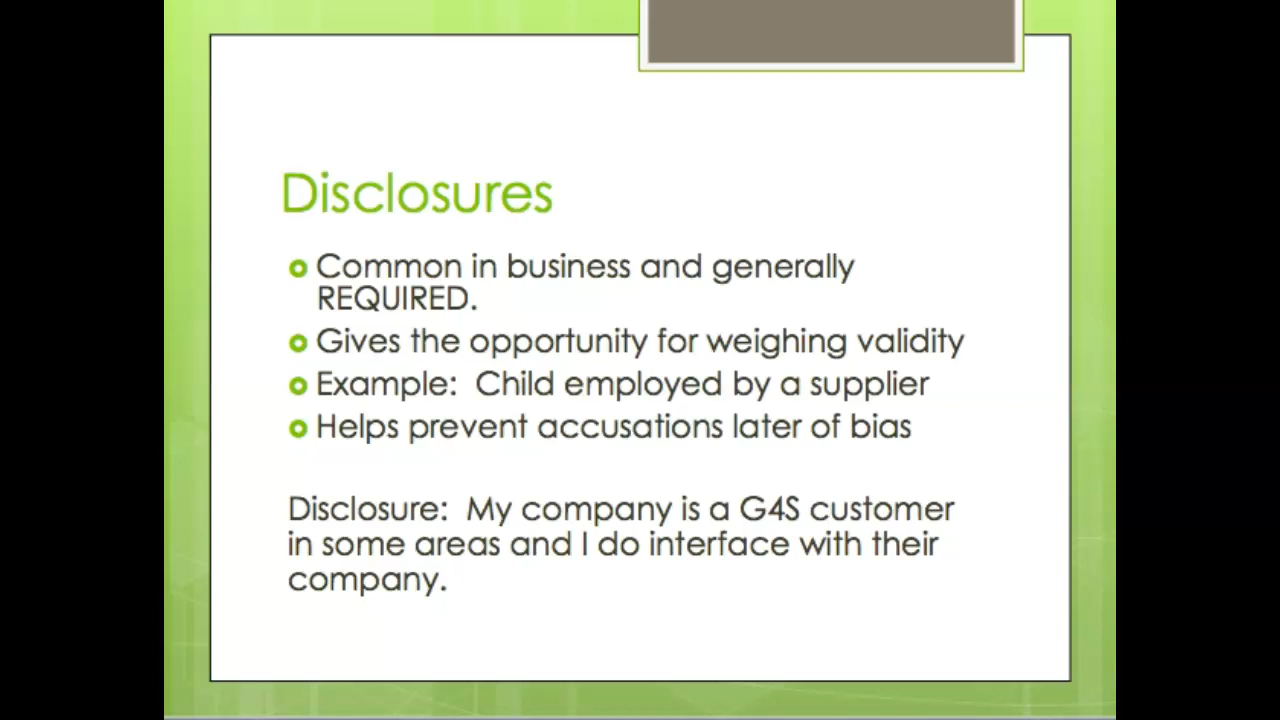 Disclosures
Common in business and generally
REQUIRED.
Gives the opportunity for weighing validity
Example:  Child employed by a supplier
Helps prevent accusations later of bias
Disclosure:  My company is a G4S customer
in some areas and I do interface with their
company.